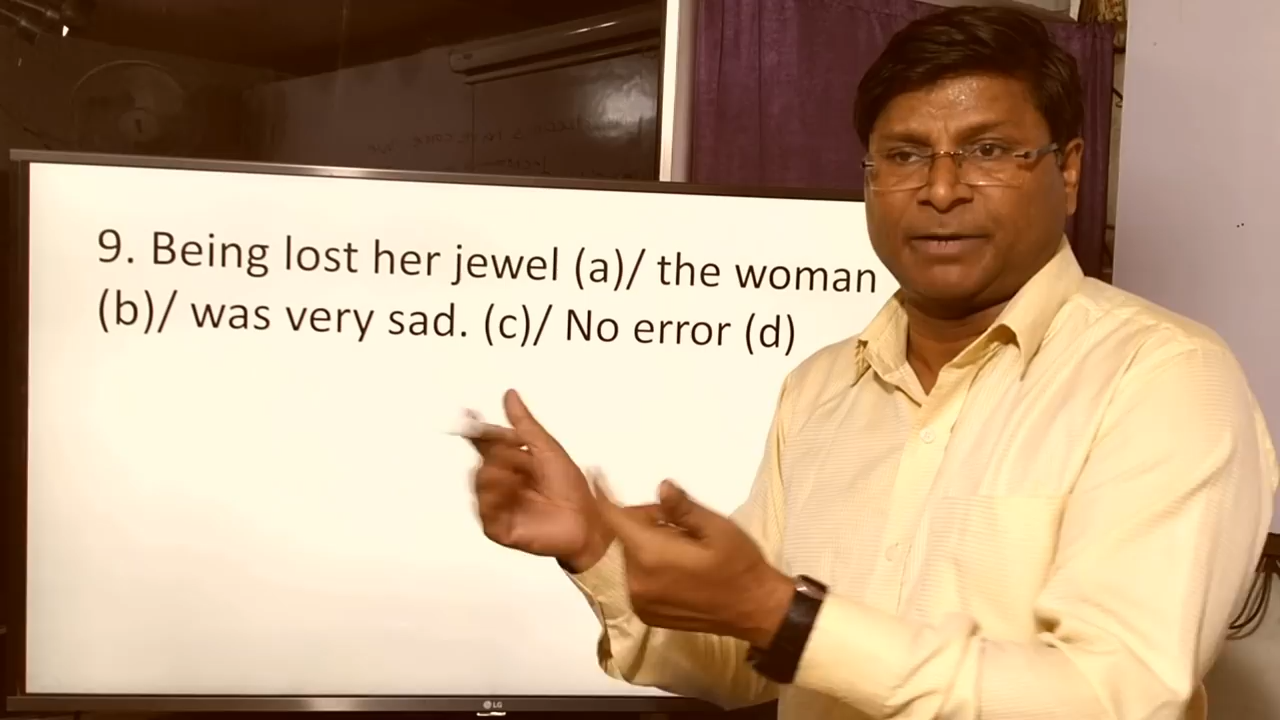 9. Being lost her jewel (a)/ the woman
(b)/ was very sad. (c)/ No error (d)
LG